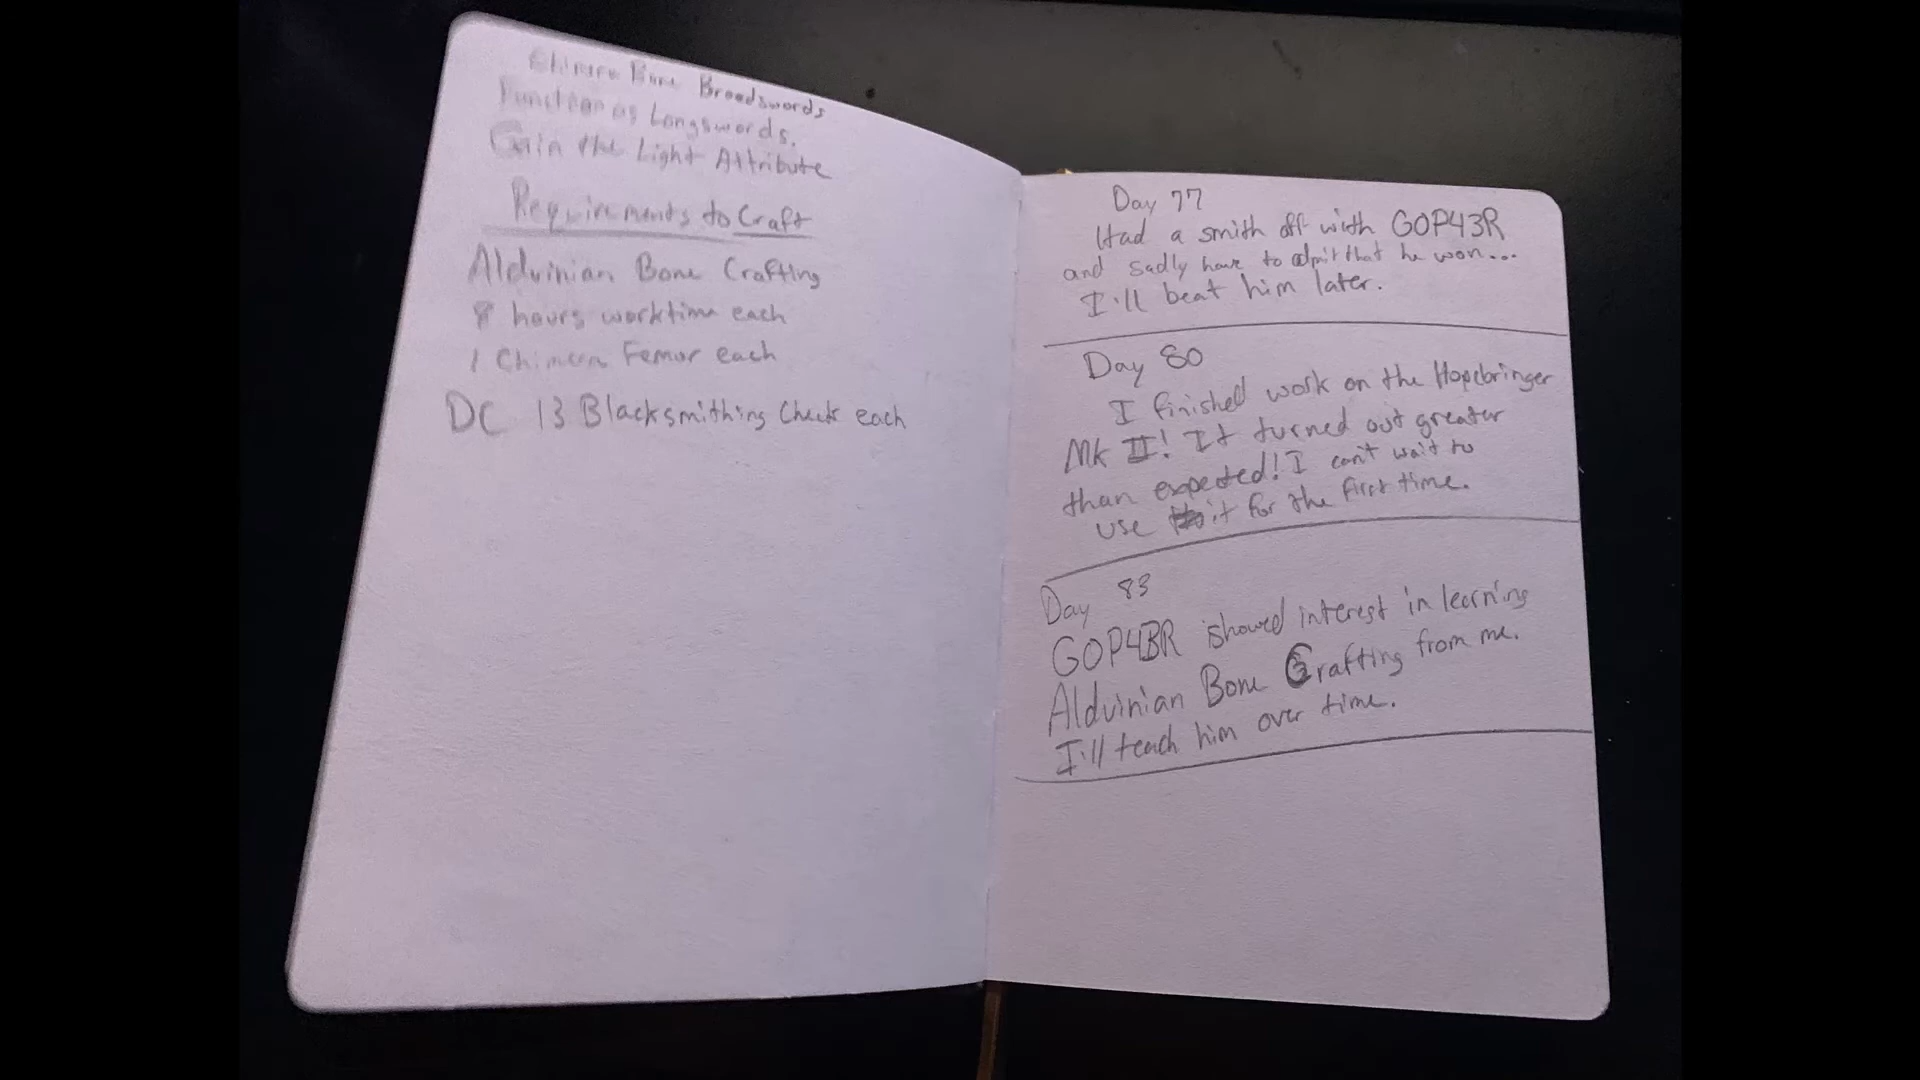 Chimera Bone Broadswords
Function as Longswords.
Gain the Light Attribute
Requirements to Craft
Alduinian Bone Crafting
8 hours worktime each
1 Chimera Femur each
DC 13 Blacksmithing Check each
Day 77
Had a smith off with GOP43R
and sadly have to admit that he won...
I'll beat him later.
Day 80
I finished work on the Hopebringer
Mk II! It turned out greater
than expected! I can't wait to
use it for the first time.
Day 83
GOP43R showed interest in learning
Alduinian Bone Crafting from me.
I'll teach him over time.